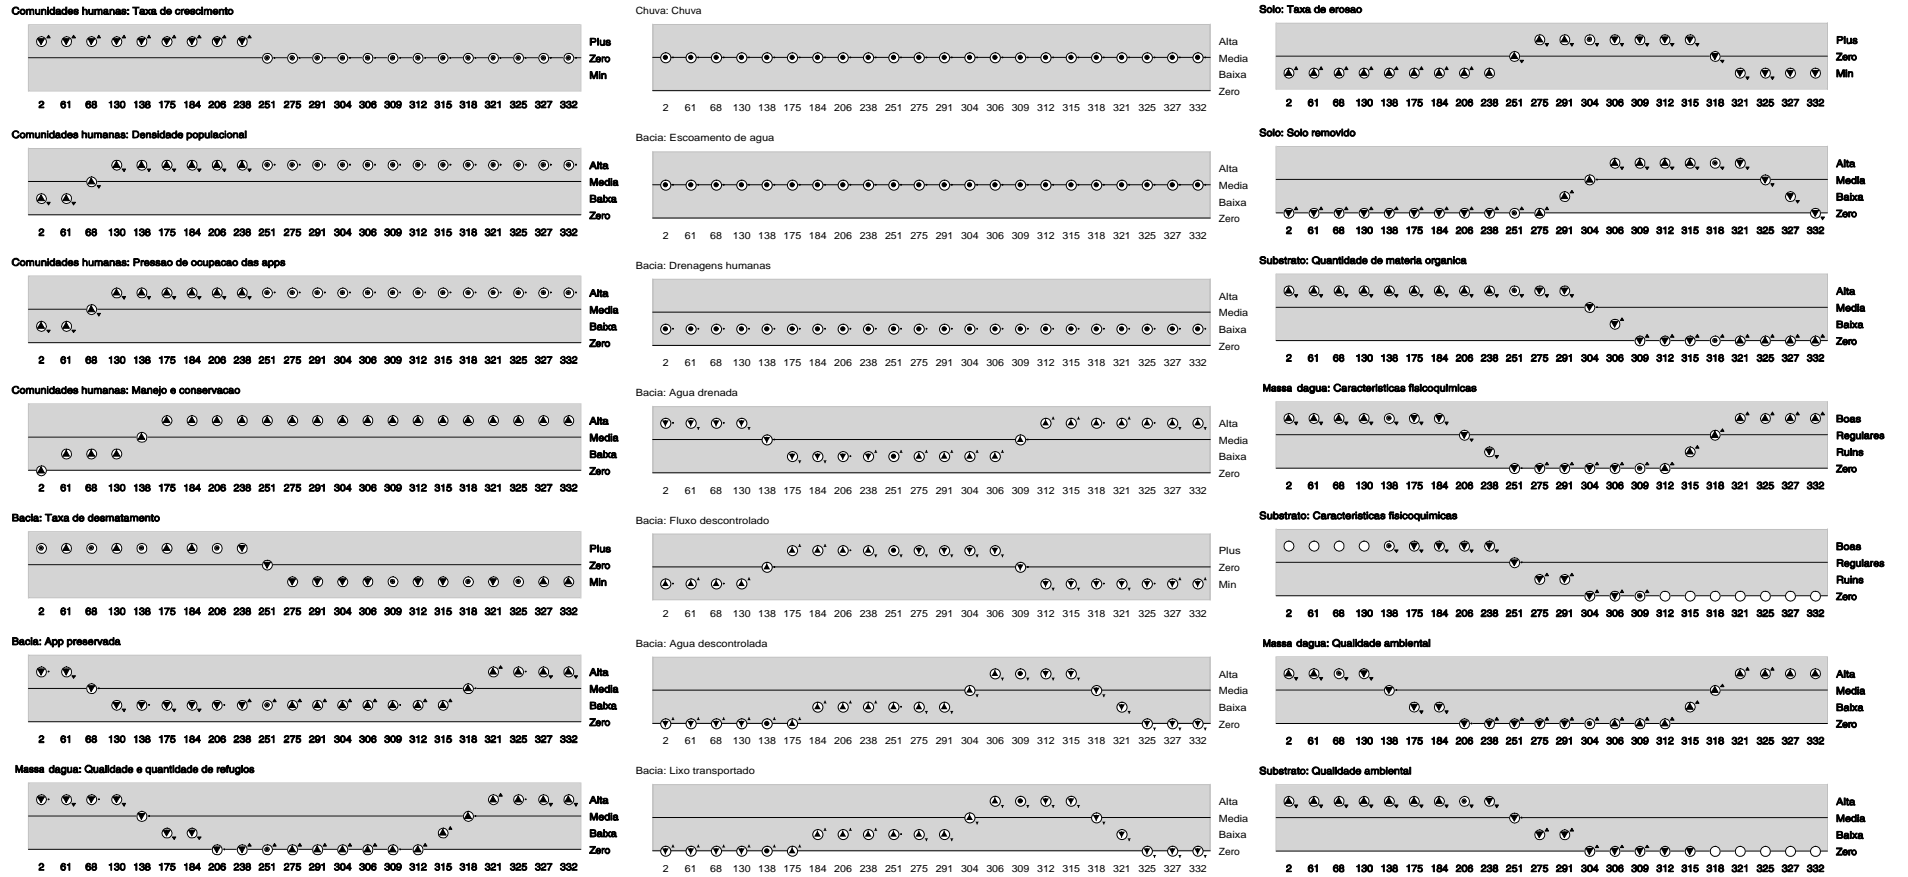 Comunidades humanas: Taxa de crescimento
Plus
Zero
Min
2 61 68 130 138 175 184 206 238 251 275 291 304 306 309 312 315 318 321 325 327 332
Comunidades humanas: Densidade populacional
Alta
Media
Baixa
Zero
2 61 68 130 138 175 184 206 238 251 275 291 304 306 309 312 315 318 321 325 327 332
Comunidades humanas: Pressao de ocupacao das apps
Alta
Media
Baixa
Zero
2 61 68 130 138 175 184 206 238 251 275 291 304 306 309 312 315 318 321 325 327 332
Comunidades humanas: Manejo e conservacao
Alta
Media
Baixa
Zero
2 61 68 130 138 175 184 206 238 251 275 291 304 306 309 312 315 318 321 325 327 332
Bacia: Taxa de desmatamento
Plus
Zero
Min
2 61 68 130 138 175 184 206 238 251 275 291 304 306 309 312 315 318 321 325 327 332
Bacia: App preservada
Alta
Media
Baixa
Zero
2 61 68 130 138 175 184 206 238 251 275 291 304 306 309 312 315 318 321 325 327 332
Massa dagua: Qualidade e quantidade de refugios
Alta
Media
Baixa
Zero
2 61 68 130 138 175 184 206 238 251 275 291 304 306 309 312 315 318 321 325 327 332
Chuva: Chuva
Alta
Media
Baixa
Zero
2 61 68 130 138 175 184 206 238 251 275 291 304 306 309 312 315 318 321 325 327 332
Bacia: Escoamento de agua
Alta
Media
Baixa
Zero
2 61 68 130 138 175 184 206 238 251 275 291 304 306 309 312 315 318 321 325 327 332
Bacia: Drenagens humanas
Alta
Media
Baixa
Zero
2 61 68 130 138 175 184 206 238 251 275 291 304 306 309 312 315 318 321 325 327 332
Bacia: Agua drenada
Alta
Media
Baixa
Zero
2 61 68 130 138 175 184 206 238 251 275 291 304 306 309 312 315 318 321 325 327 332
Bacia: Fluxo descontrolado
Plus
Zero
Min
2 61 68 130 138 175 184 206 238 251 275 291 304 306 309 312 315 318 321 325 327 332
Bacia: Agua descontrolada
Alta
Media
Baixa
Zero
2 61 68 130 138 175 184 206 238 251 275 291 304 306 309 312 315 318 321 325 327 332
Bacia: Lixo transportado
Alta
Media
Baixa
Zero
2 61 68 130 138 175 184 206 238 251 275 291 304 306 309 312 315 318 321 325 327 332
Solo: Taxa de erosao
Plus
Zero
Min
2 61 68 130 138 175 184 206 238 251 275 291 304 306 309 312 315 318 321 325 327 332
Solo: Solo removido
Alta
Media
Baixa
Zero
2 61 68 130 138 175 184 206 238 251 275 291 304 306 309 312 315 318 321 325 327 332
Substrato: Quantidade de materia organica
Alta
Media
Baixa
Zero
2 61 68 130 138 175 184 206 238 251 275 291 304 306 309 312 315 318 321 325 327 332
Massa dagua: Caracteristicas fisicoquimicas
Boas
Regulares
Ruins
Zero
2 61 68 130 138 175 184 206 238 251 275 291 304 306 309 312 315 318 321 325 327 332
Substrato: Caracteristicas fisicoquimicas
Boas
Regulares
Ruins
Zero
2 61 68 130 138 175 184 206 238 251 275 291 304 306 309 312 315 318 321 325 327 332
Massa dagua: Qualidade ambiental
Alta
Media
Baixa
Zero
2 61 68 130 138 175 184 206 238 251 275 291 304 306 309 312 315 318 321 325 327 332
Substrato: Qualidade ambiental
Alta
Media
Baixa
Zero
2 61 68 130 138 175 184 206 238 251 275 291 304 306 309 312 315 318 321 325 327 332